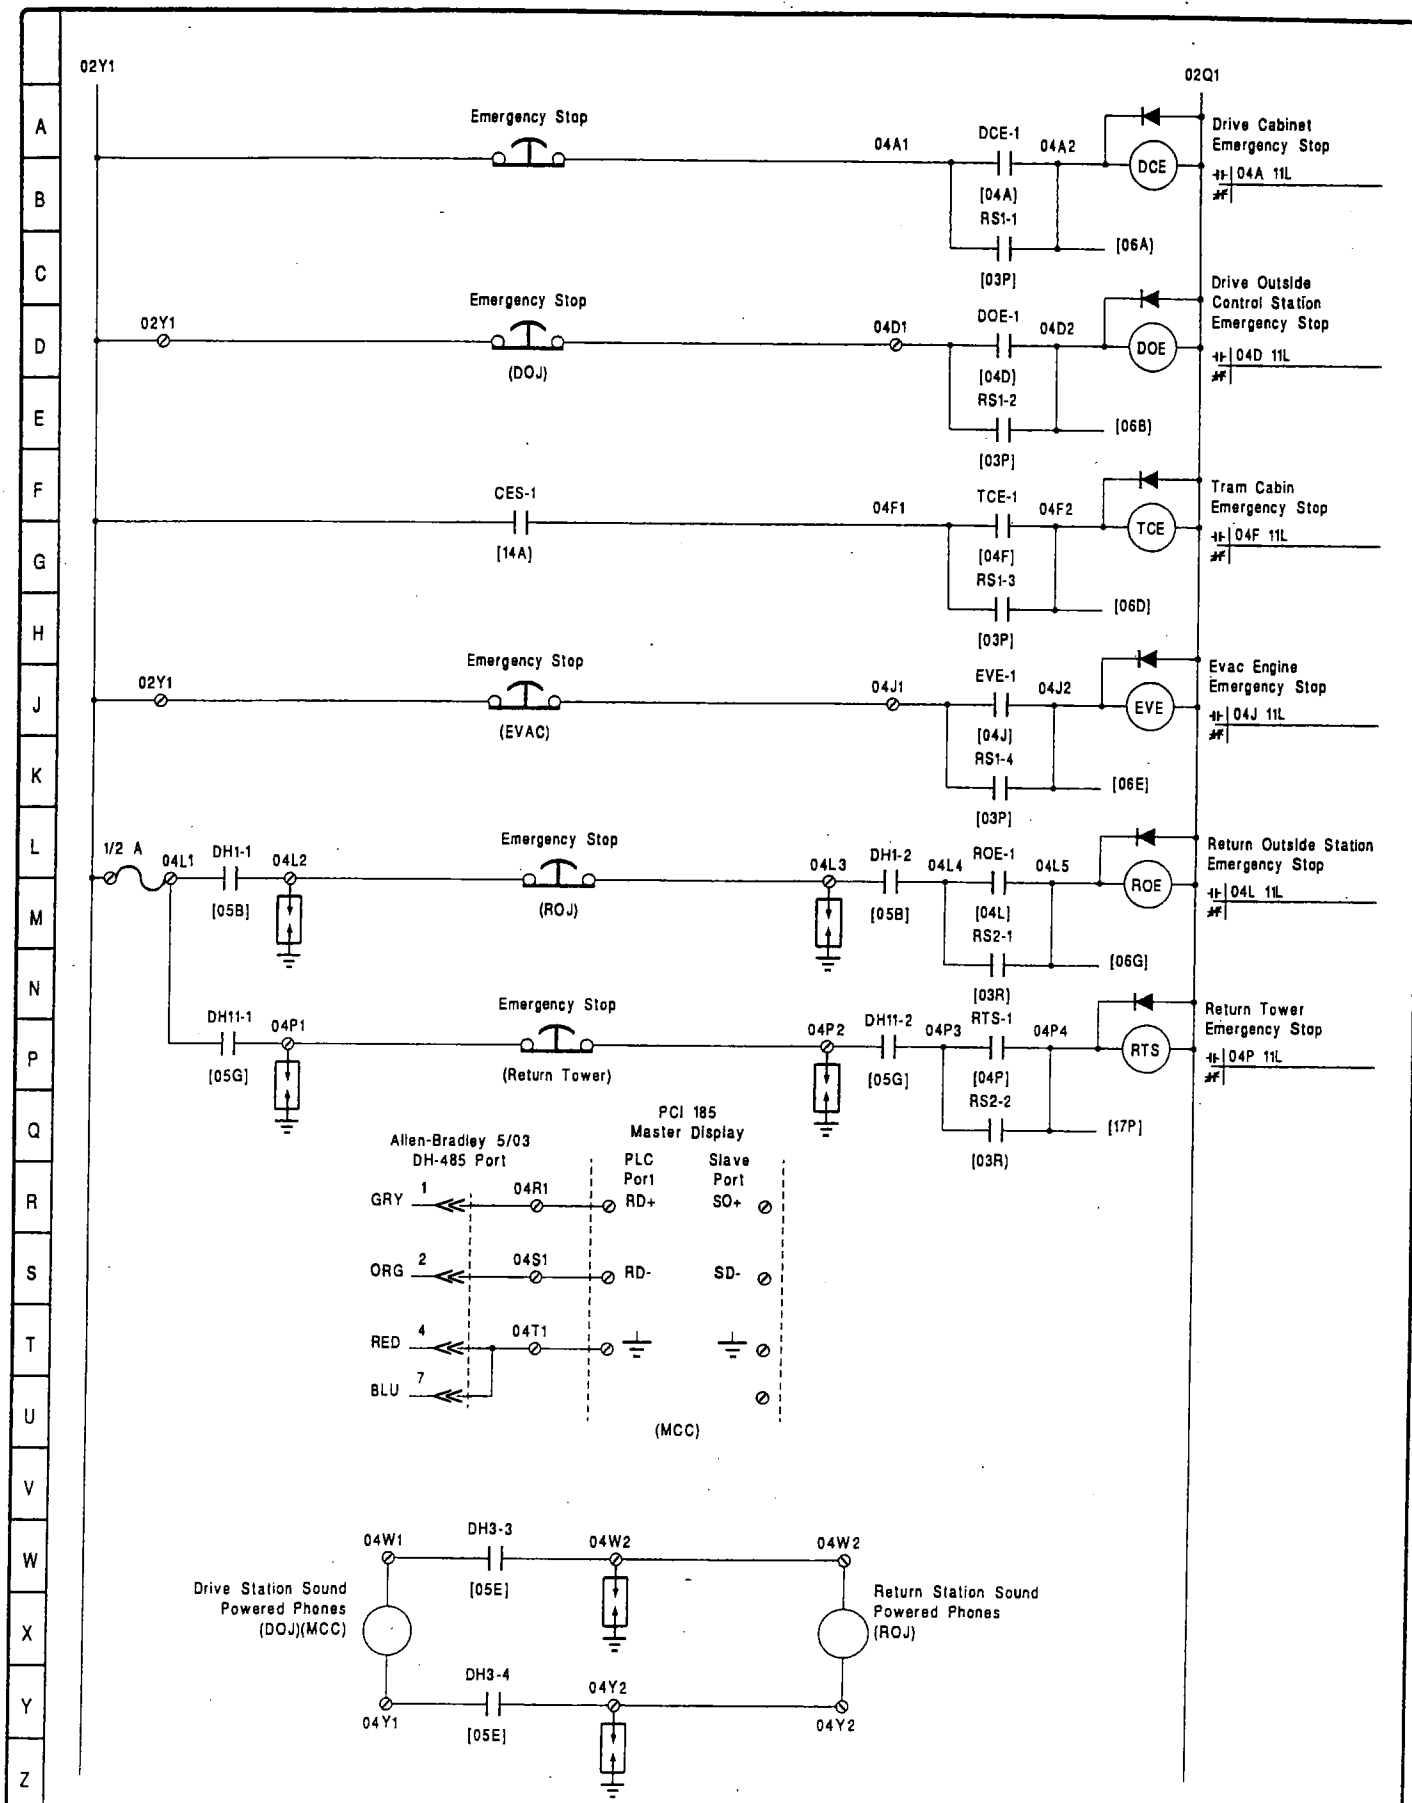 02Y1
02Q1
A
Emergency Stop
04A1
DCE-1
04A2
DCE
Drive Cabinet
Emergency Stop
04A 11L
B
[04A)
RS1-1
[06A)
C
[03P]
Drive Outside
Control Station
Emergency Stop
D
02Y1
Emergency Stop
(DOJ)
04D1
DOE-1
04D2
DOE
04D 11L
E
[04D]
RS1-2
[06B)
[03P]
F
CES-1
[14A)
04F1
TCE-1
04F2
TCE
Tram Cabin
Emergency Stop
04F 11L
G
[04F]
RS1-3
[06D]
H
[03P]
J
02Y1
Emergency Stop
(EVAC)
04J1
EVE-1
04J2
EVE
Evac Engine
Emergency Stop
04J 11L
K
[04J]
RS1-4
[06E]
[03P]
L
1/2 A
04L1
DH1-1
04L2
Emergency Stop
(ROJ)
04L3
DH1-2
04L4
ROE-1
04L5
ROE
Return Outside Station
Emergency Stop
04L 11L
M
[05B]
[05B]
[04L]
RS2-1
[06G)
N
[03R)
P
DH11-1
04P1
Emergency Stop
(Return Tower)
04P2
DH11-2
04P3
RTS-1
04P4
RTS
Return Tower
Emergency Stop
04P 11L
[05G]
[05G]
[04P]
RS2-2
[17P)
[03R)
Q
Allen-Bradley 5/03
DH-485 Port
PCI 185
Master Display
PLC
Port
Slave
Port
R
GRY 1
04R1
RD+
SO+
S
ORG 2
04S1
RD-
SD-
T
RED 4
04T1
BLU 7
U
(MCC)
V
W
04W1
DH3-3
[05E]
04W2
04W2
X
Drive Station Sound
Powered Phones
(DOJ)(MCC)
Return Station Sound
Powered Phones
(ROJ)
Y
04Y1
DH3-4
[05E]
04Y2
04Y2
Z